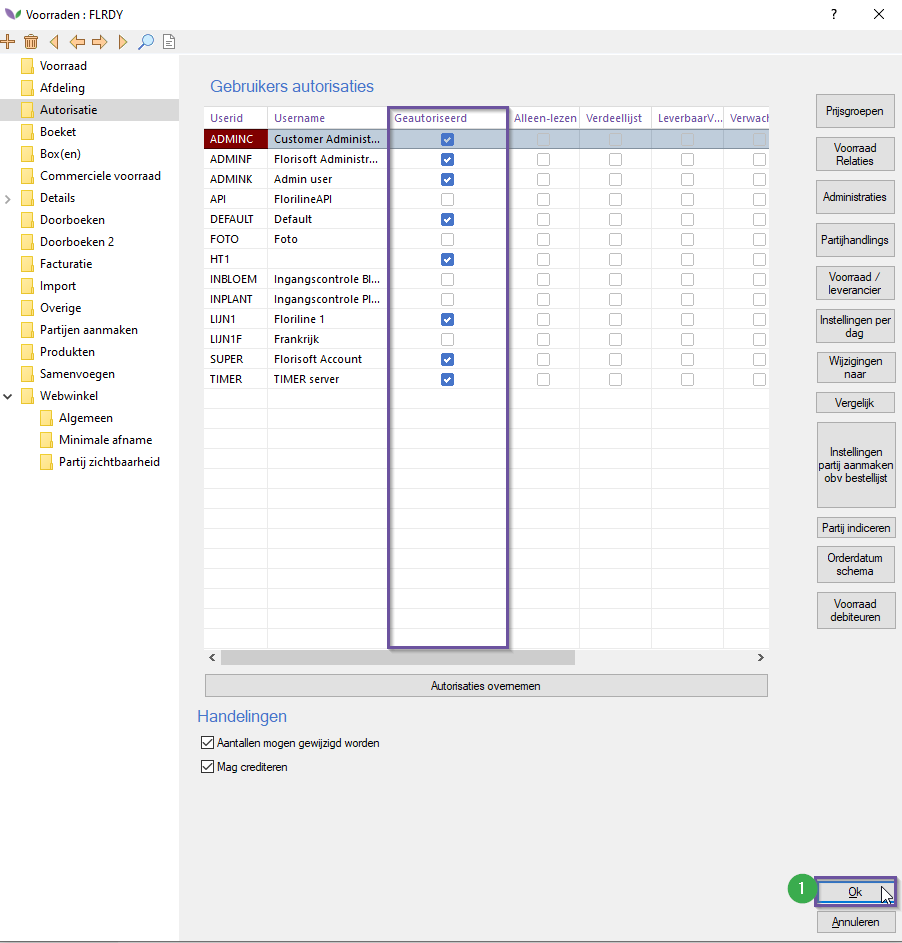 Voorraden : FLRDY
?
Voorraad
Afdeling
Autorisatie
Boeket
Box(en)
Commerciele voorraad
Details
Doorboeken
Doorboeken 2
Facturatie
Import
Overige
Partijen aanmaken
Produkten
Samenvoegen
Webwinkel
Algemeen
Minimale afname
Partij zichtbaarheid
Gebruikers autorisaties
Userid Username Geautoriseerd Alleen-lezen Verdeellijst LeverbaarV... Verwach
ADMINC Customer Administ...
ADMINF Florisoft Administr...
ADMINK Admin user
API FlorilineAPI
DEFAULT Default
FOTO Foto
HT1
INBLOEM Ingangscontrole Bl...
INPLANT Ingangscontrole Pl...
LIJN1 Floriline 1
LIJN1F Frankrijk
SUPER Florisoft Account
TIMER TIMER server
Autorisaties overnemen
Handelingen
Aantallen mogen gewijzigd worden
Mag crediteren
Prijsgroepen
Voorraad
Relaties
Administraties
Partijhandlings
Voorraad /
leverancier
Instellingen per
dag
Wijzigingen
naar
Vergelijk
Instellingen
partij aanmaken
obv bestellijst
Partij indiceren
Orderdatum
schema
Voorraad
debiteuren
1
Ok
Annuleren